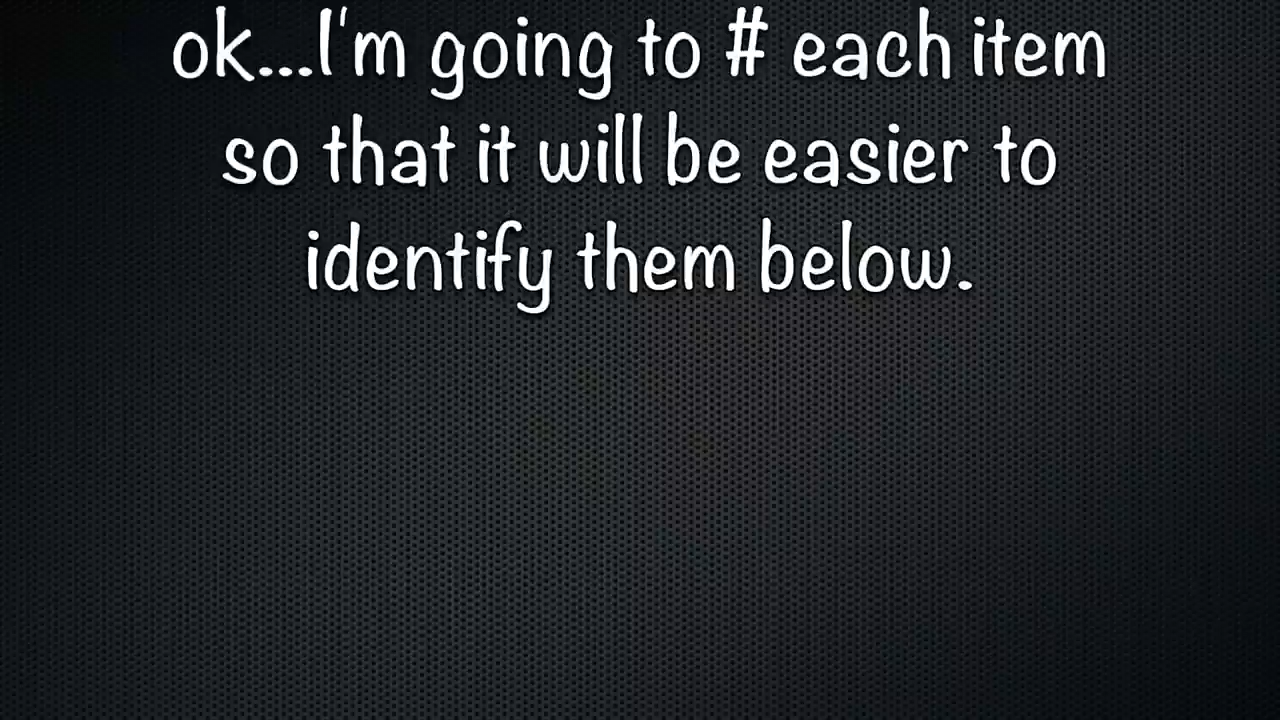 ok...I'm going to # each item
so that it will be easier to
identify them below.